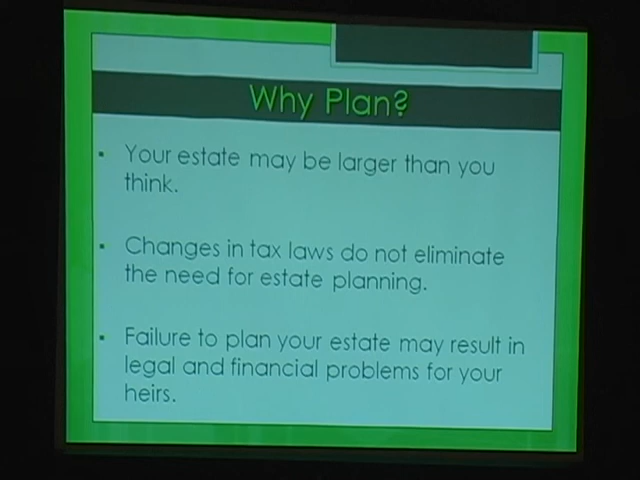 Why Plan?
Your estate may be larger than you
think.
Changes in tax laws do not eliminate
the need for estate planning.
Failure to plan your estate may result in
legal and financial problems for your
heirs.